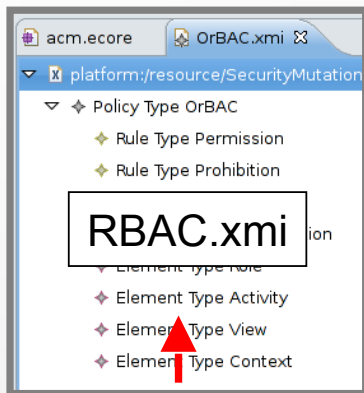 acm.ecore OrBAC.xmi
platform:/resource/SecurityMutation
Policy Type OrBAC
Rule Type Permission
Rule Type Prohibition
RBAC.xmi
Element Type Activity
Element Type View
Element Type Context